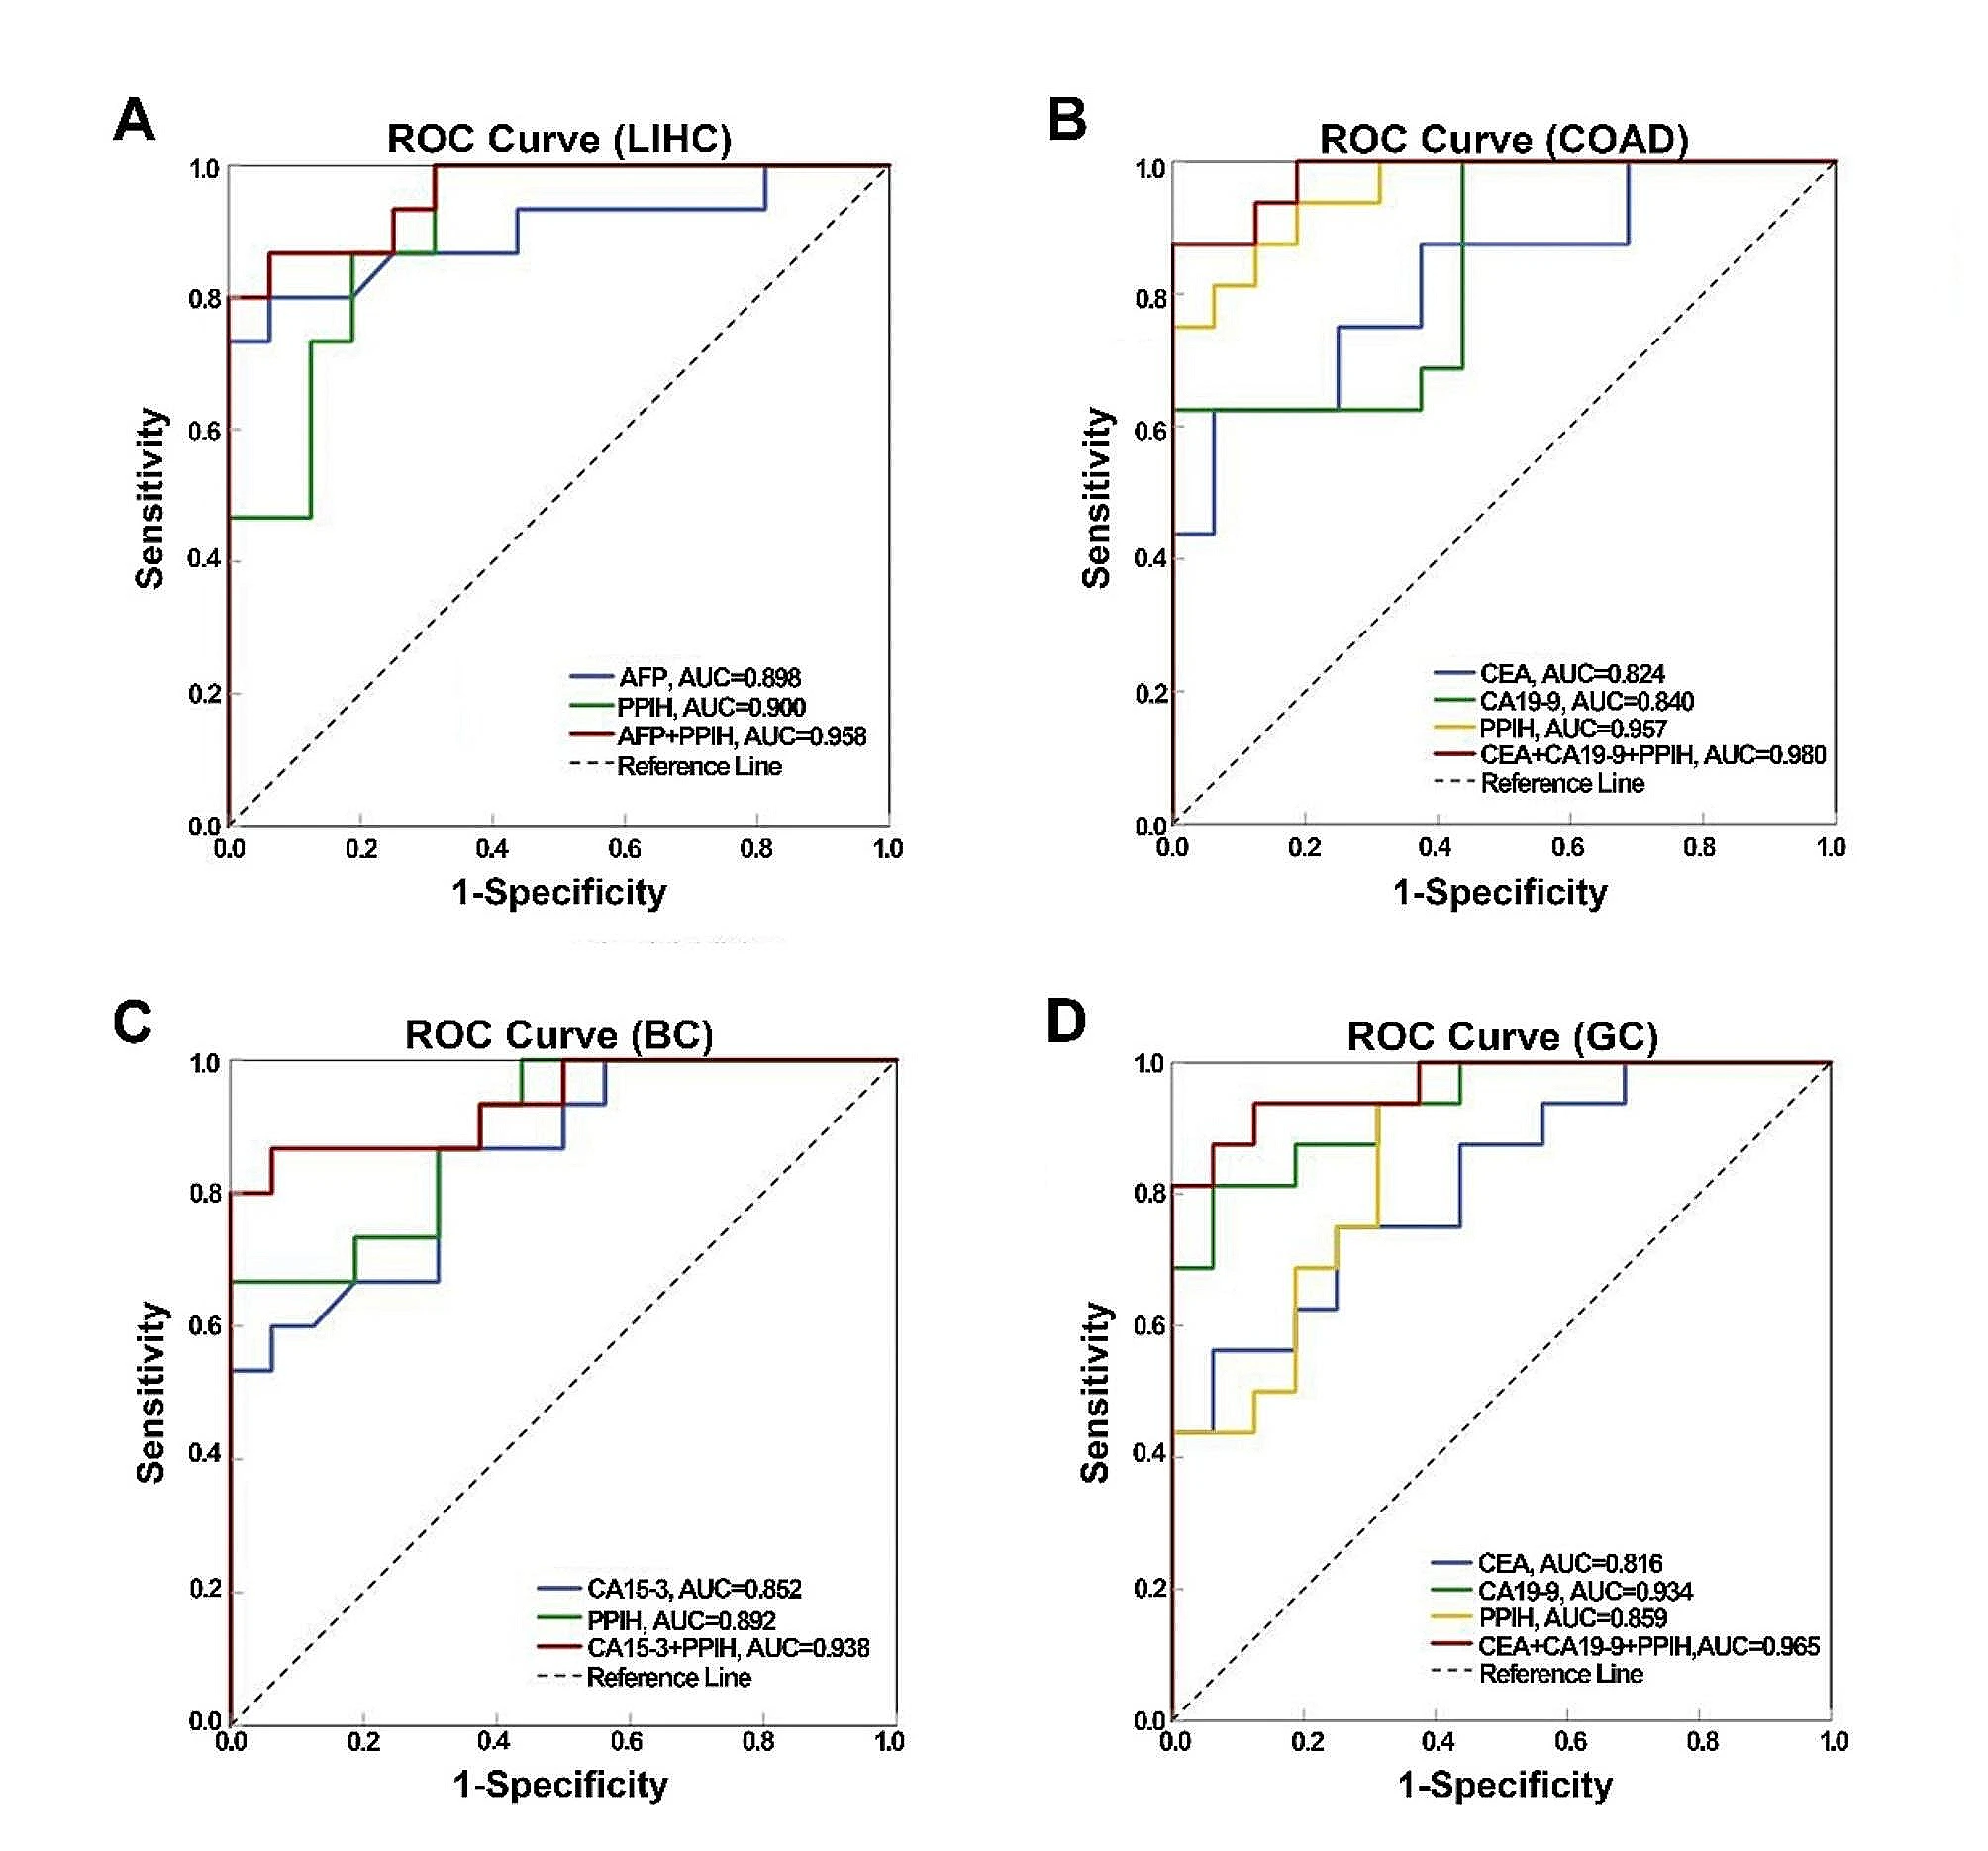 A
ROC Curve (LIHC)
1.0
0.8
0.6
0.4
0.2
0.0
Sensitivity
0.0 0.2 0.4 0.6 0.8 1.0
1-Specificity
AFP, AUC=0.898
PPIH, AUC=0.900
AFP+PPIH, AUC=0.958
Reference Line
B
ROC Curve (COAD)
1.0
0.8
0.6
0.4
0.2
0.0
Sensitivity
0.0 0.2 0.4 0.6 0.8 1.0
1-Specificity
CEA, AUC=0.824
CA19-9, AUC=0.840
PPIH, AUC=0.957
CEA+CA19-9+PPIH, AUC=0.980
Reference Line
C
ROC Curve (BC)
1.0
0.8
0.6
0.4
0.2
0.0
Sensitivity
0.0 0.2 0.4 0.6 0.8 1.0
1-Specificity
CA15-3, AUC=0.852
PPIH, AUC=0.892
CA15-3+PPIH, AUC=0.938
Reference Line
D
ROC Curve (GC)
1.0
0.8
0.6
0.4
0.2
0.0
Sensitivity
0.0 0.2 0.4 0.6 0.8 1.0
1-Specificity
CEA, AUC=0.816
CA19-9, AUC=0.934
PPIH, AUC=0.859
CEA+CA19-9+PPIH,AUC=0.965
Reference Line